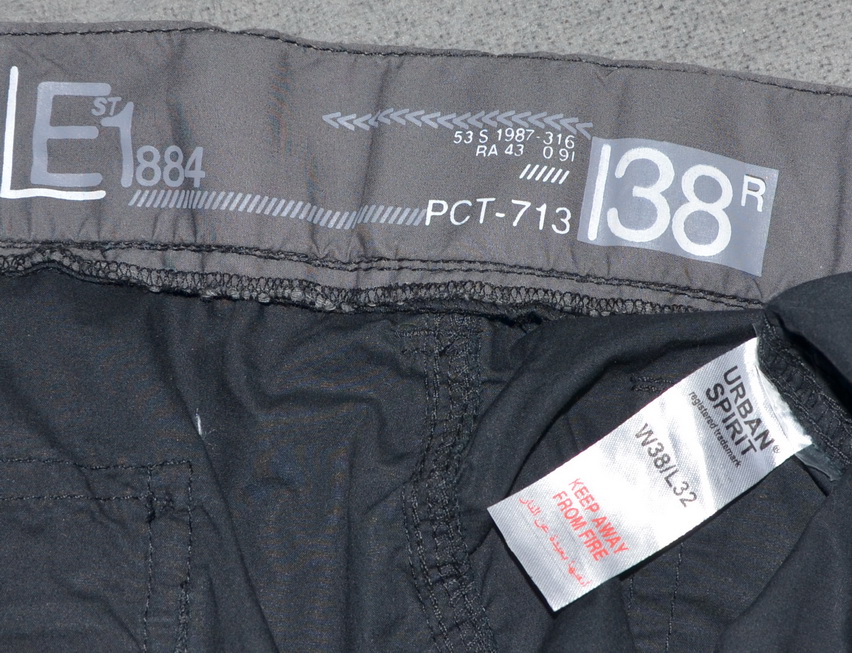 LE ST 1884
53 S 1987-316
RA 43 0 91
PCT-713
38 R
URBAN
SPIRIT®
registered trademark
W38/L32
KEEP AWAY
FROM FIRE